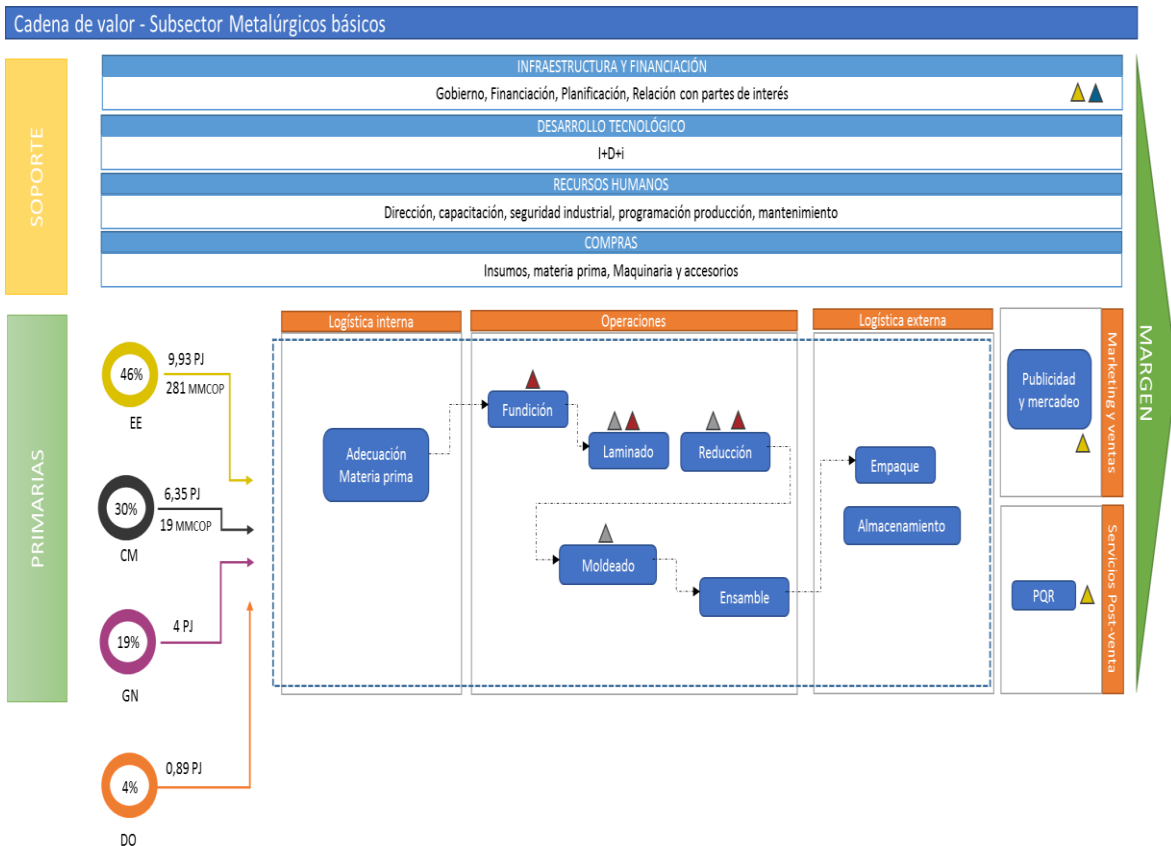 Cadena de valor - Subsector Metalúrgicos básicos
SOPORTE
INFRAESTRUCTURA Y FINANCIACIÓN
Gobierno, Financiación, Planificación, Relación con partes de interés
DESARROLLO TECNOLÓGICO
I+D+i
RECURSOS HUMANOS
Dirección, capacitación, seguridad industrial, programación producción, mantenimiento
COMPRAS
Insumos, materia prima, Maquinaria y accesorios
PRIMARIAS
46%
9,93 PJ
281 MMCOP
EE
30%
6,35 PJ
19 MMCOP
CM
19%
4 PJ
GN
4%
0,89 PJ
DO
Logística interna
Adecuación
Materia prima
Operaciones
Fundición
Laminado
Reducción
Moldeado
Ensamble
Logística externa
Empaque
Almacenamiento
Publicidad
y mercadeo
Marketing y ventas
PQR
Servicios Post-venta
MARGEN